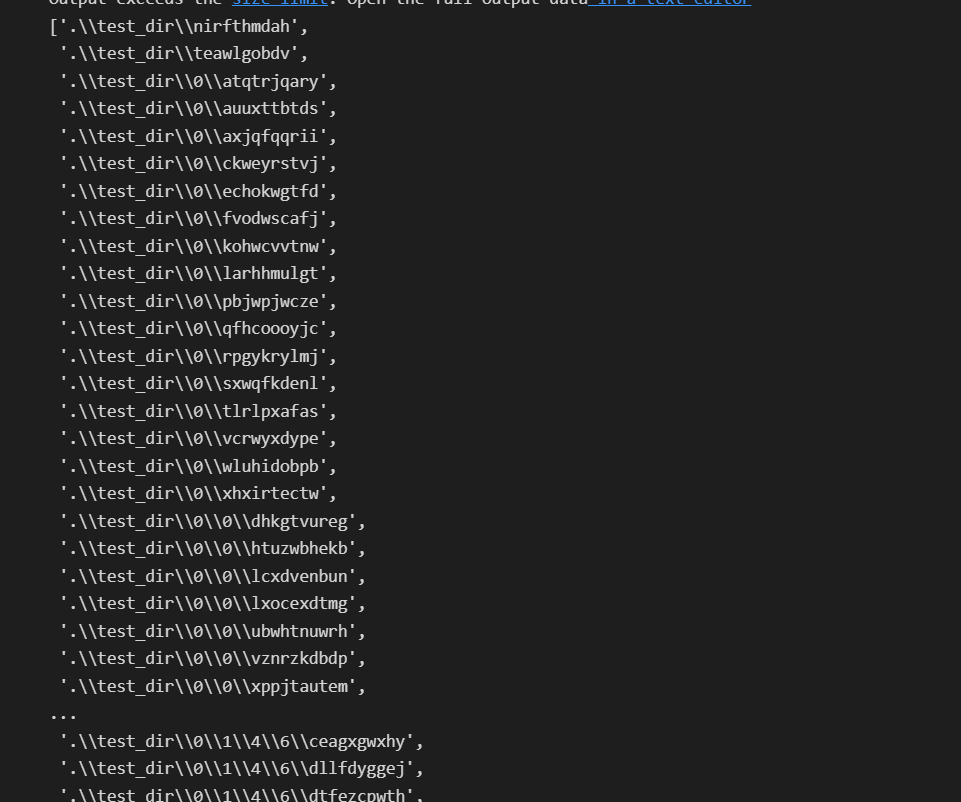 Output exceeds the size limit. Open the full output data in a text editor
['.\\test_dir\\nirfthmdah',
'.\\test_dir\\teawlgobdv',
'.\\test_dir\\0\\atqtrjqary',
'.\\test_dir\\0\\auuxttbtds',
'.\\test_dir\\0\\axjqfqqrii',
'.\\test_dir\\0\\ckweyrstvj',
'.\\test_dir\\0\\echokwgtfd',
'.\\test_dir\\0\\fvodwscafj',
'.\\test_dir\\0\\kohwcvvtnw',
'.\\test_dir\\0\\larhhmulgt',
'.\\test_dir\\0\\pbjwpjwcze',
'.\\test_dir\\0\\qfhcoooyjc',
'.\\test_dir\\0\\rpgykrylmj',
'.\\test_dir\\0\\sxwqfkdenl',
'.\\test_dir\\0\\tlrlpxafas',
'.\\test_dir\\0\\vcrwyxdype',
'.\\test_dir\\0\\wluhidobpb',
'.\\test_dir\\0\\xhxirtectw',
'.\\test_dir\\0\\0\\dhkgtvureg',
'.\\test_dir\\0\\0\\htuzwbhekb',
'.\\test_dir\\0\\0\\lcxdvenbun',
'.\\test_dir\\0\\0\\lxocexdtmg',
'.\\test_dir\\0\\0\\ubwhtnuwrh',
'.\\test_dir\\0\\0\\vznrzkdbdp',
'.\\test_dir\\0\\0\\xppjtautem',
...
'.\\test_dir\\0\\1\\4\\6\\ceagxgwxhy',
'.\\test_dir\\0\\1\\4\\6\\dllfdyggej',
'.\\test_dir\\0\\1\\4\\6\\dtfezcpwth',